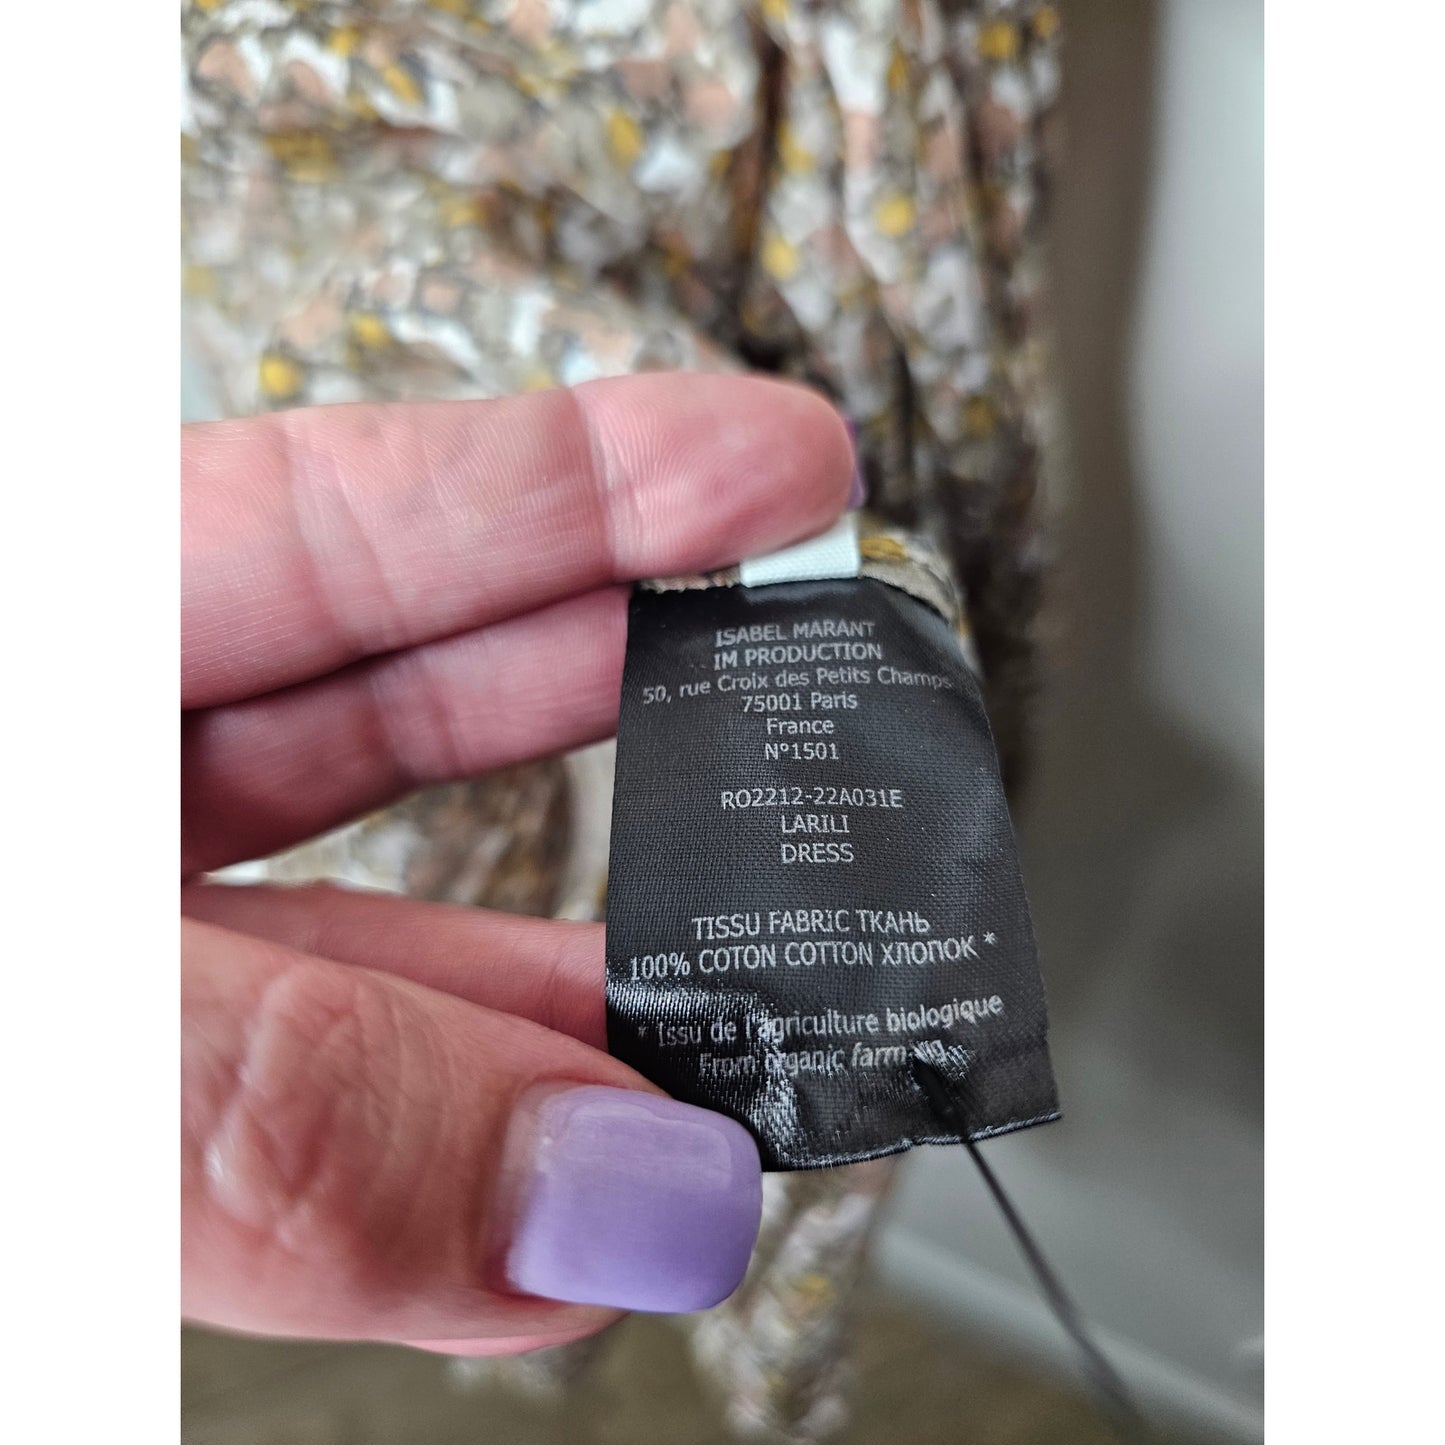 ISABEL MARANT
IM PRODUCTION
50, rue Croix des Petits Champs
75001 Paris
France
N°1501
RO2212-22A031E
LARILI
DRESS
TISSU FABRIC ТКАНЬ
100% COTON COTTON ХЛОПОК *
* Issu de l'agriculture biologique
From organic farm